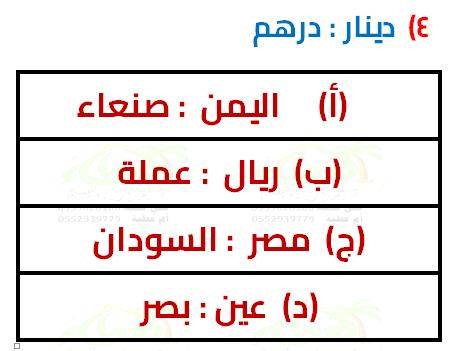 ٤) دينار : درهم
(أ) اليمن : صنعاء
(ب) ريال : عملة
(ج) مصر : السودان
(د) عين : بصر
0552939779 أم عطية
0552939779 أم عطية